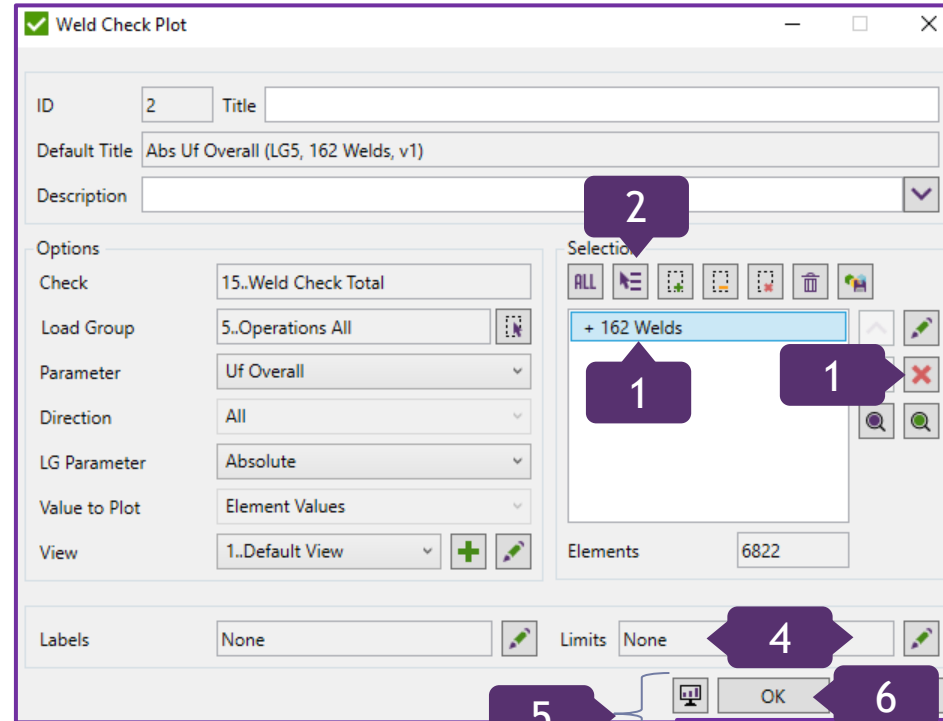 Weld Check Plot
ID 2 Title
Default Title Abs Uf Overall (LG5, 162 Welds, v1)
Description
2
Options
Check 15..Weld Check Total
Load Group 5..Operations All
Parameter Uf Overall
Direction All
LG Parameter Absolute
Value to Plot Element Values
View 1..Default View
Selection
ALL
+ 162 Welds
1
1
Elements 6822
Labels None
Limits None 4
5
OK 6